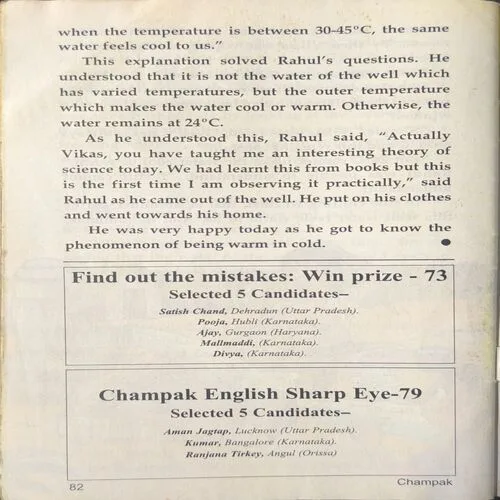 when the temperature is between 30-45°C, the same
water feels cool to us."
This explanation solved Rahul's questions. He
understood that it is not the water of the well which
has varied temperatures, but the outer temperature
which makes the water cool or warm. Otherwise, the
water remains at 24°C.
As he understood this, Rahul said, "Actually
Vikas, you have taught me an interesting theory of
science today. We had learnt this from books but this
is the first time I am observing it practically," said
Rahul as he came out of the well. He put on his clothes
and went towards his home.
He was very happy today as he got to know the
phenomenon of being warm in cold.
Find out the mistakes: Win prize - 73
Selected 5 Candidates–
Satish Chand, Dehradun (Uttar Pradesh).
Pooja, Hubli (Karnataka).
Ajay, Gurgaon (Haryana).
Mallmaddi, (Karnataka).
Divya, (Karnataka).
Champak English Sharp Eye-79
Selected 5 Candidates–
Aman Jagtap, Lucknow (Uttar Pradesh).
Kumar, Bangalore (Karnataka).
Ranjana Tirkey, Angul (Orissa)
82
Champak